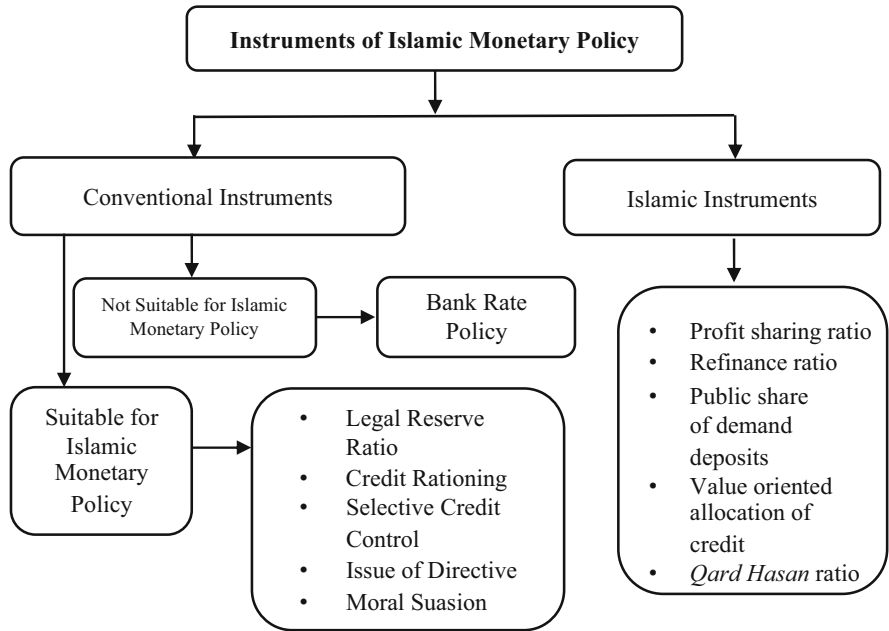 Instruments of Islamic Monetary Policy
Conventional Instruments
Islamic Instruments
Not Suitable for Islamic
Monetary Policy
Bank Rate
Policy
Suitable for
Islamic
Monetary
Policy
• Legal Reserve
Ratio
• Credit Rationing
• Selective Credit
Control
• Issue of Directive
• Moral Suasion
• Profit sharing ratio
• Refinance ratio
• Public share
of demand
deposits
• Value oriented
allocation of
credit
• Qard Hasan ratio